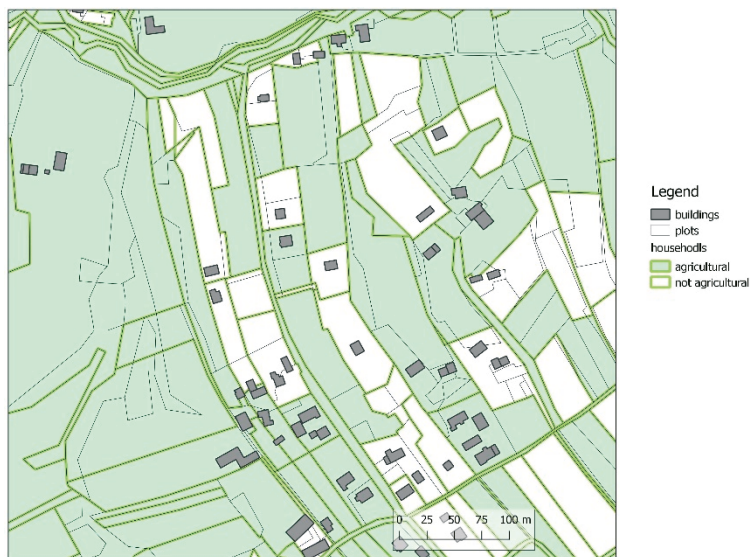 Legend
buildings
plots
househodls
agricultural
not agricultural
0 25 50 75 100 m